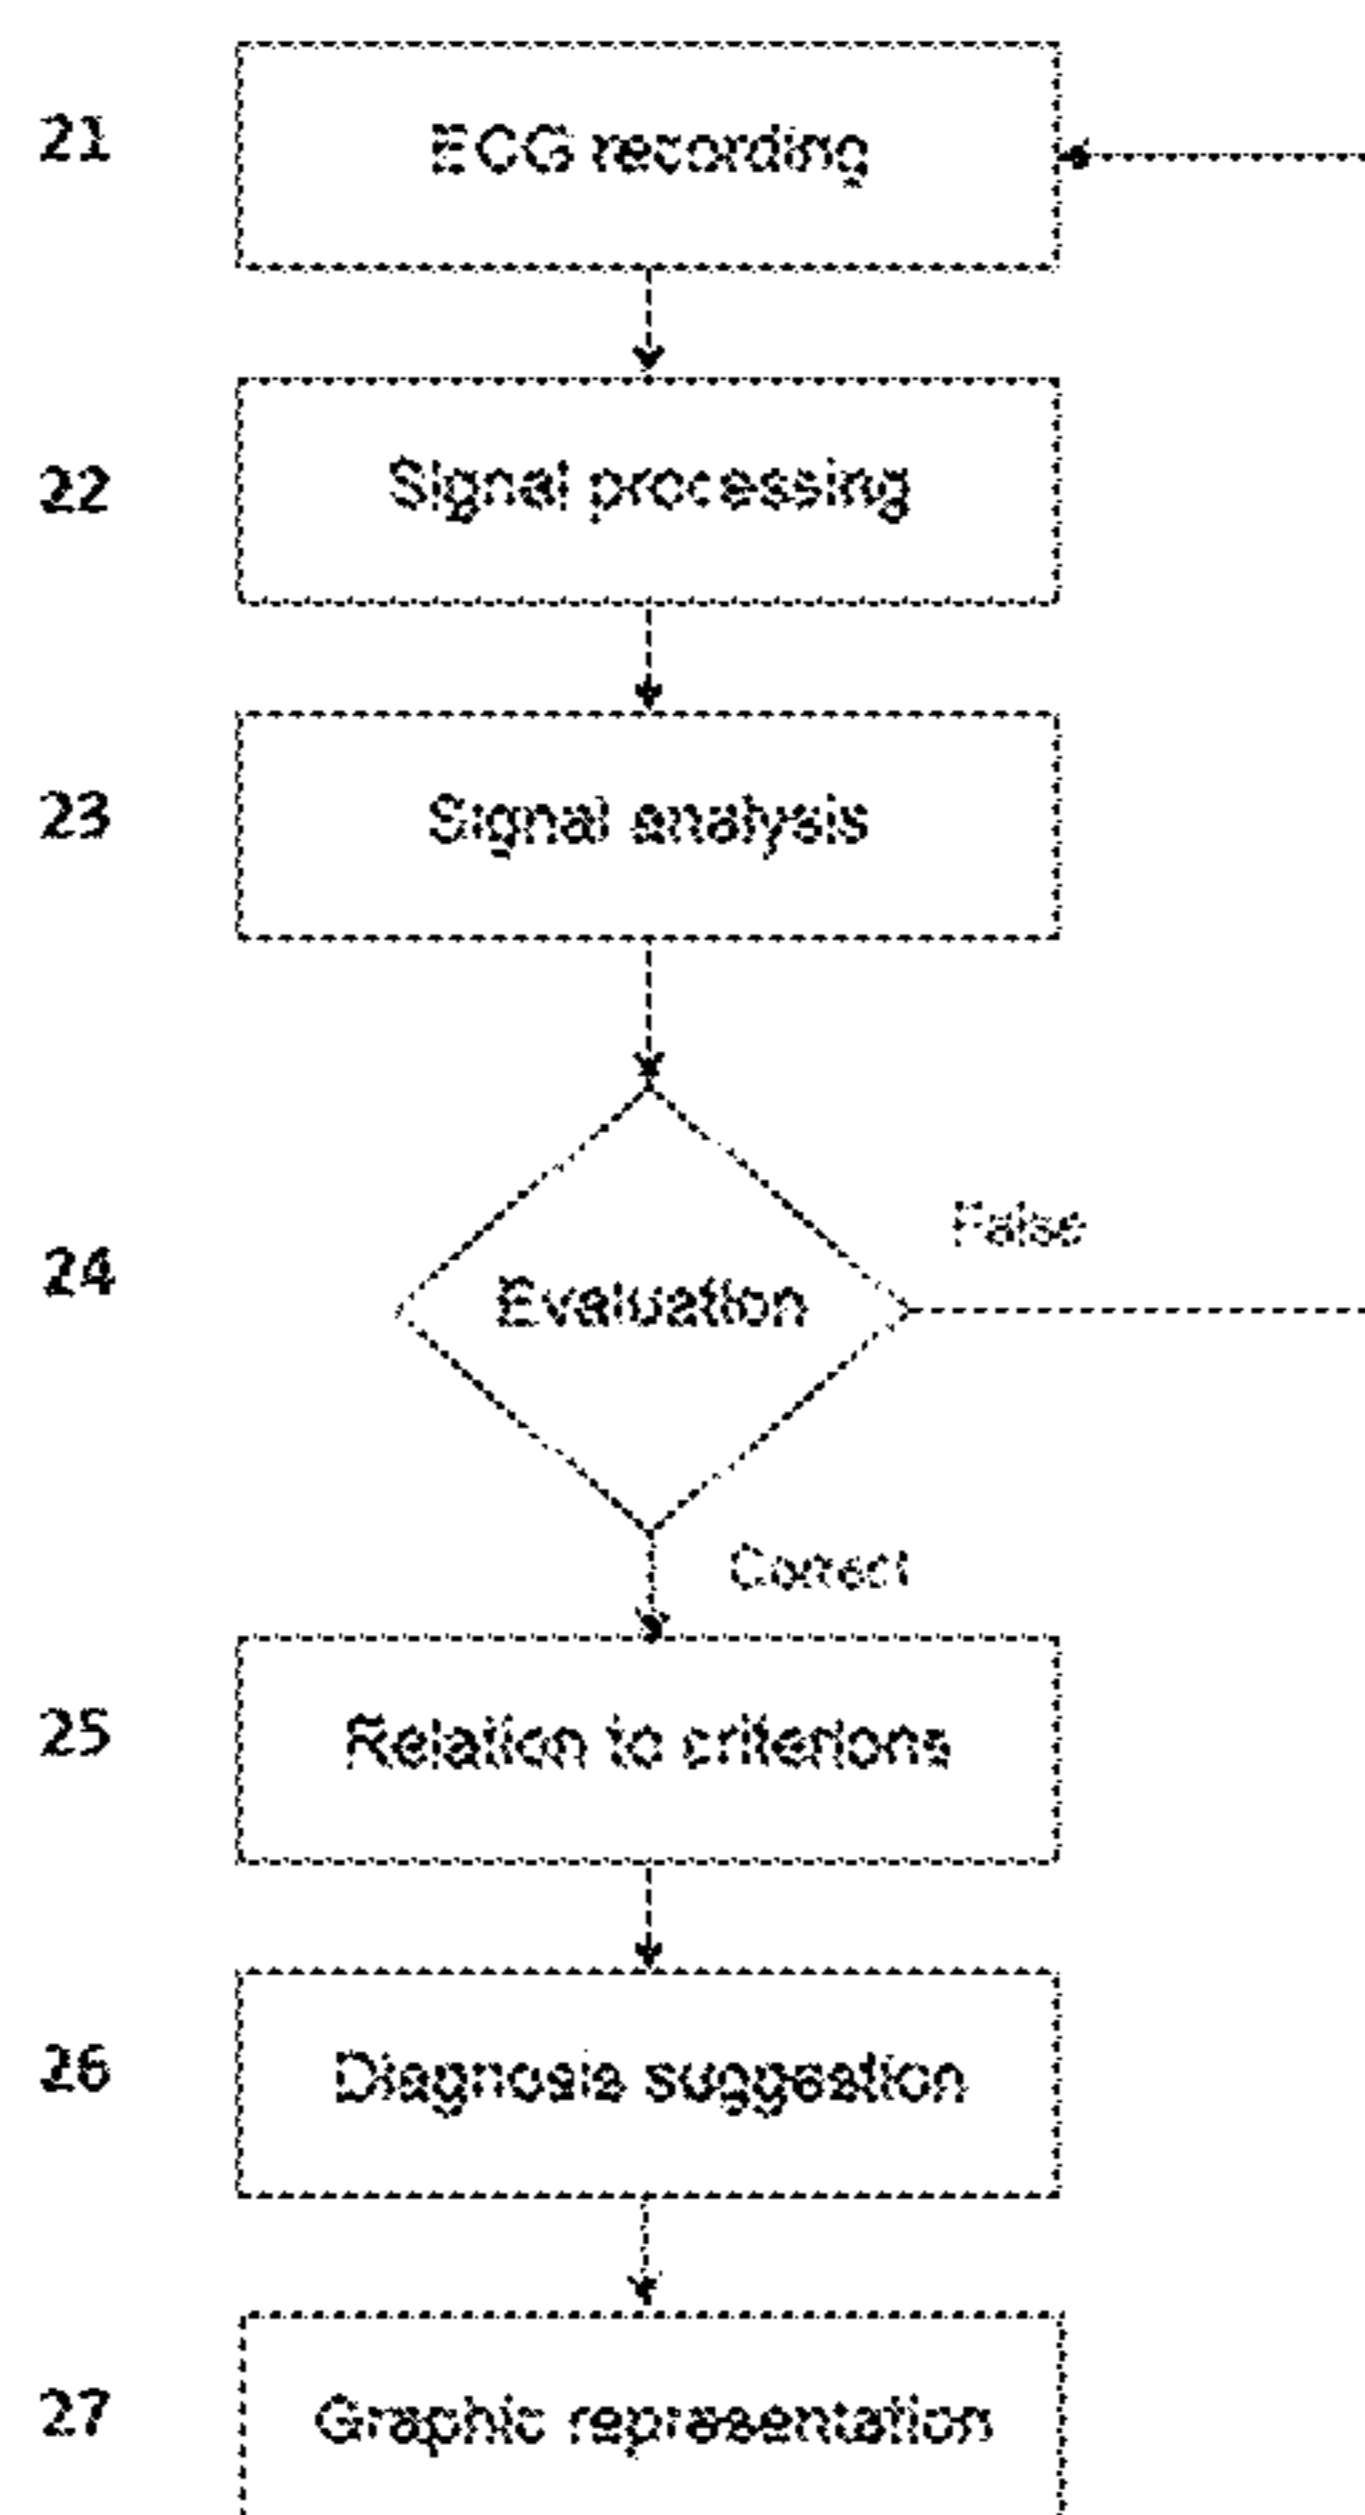 21 ECG recording
22 Signal processing
23 Signal analysis
False
24 Evaluation
Correct
25 Relation to criterions
26 Diagnosis suggestion
27 Graphic representation